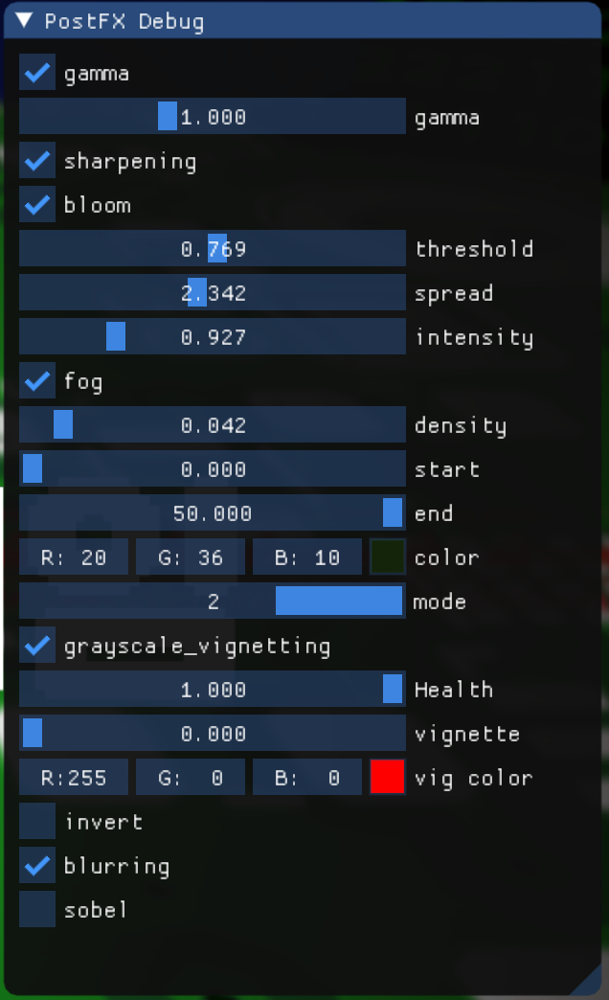 PostFX Debug
gamma
1.000 gamma
sharpening
bloom
0.769 threshold
2.342 spread
0.927 intensity
fog
0.042 density
0.000 start
50.000 end
R: 20 G: 36 B: 10 color
2 mode
grayscale_vignetting
1.000 Health
0.000 vignette
R:255 G: 0 B: 0 vig color
invert
blurring
sobel